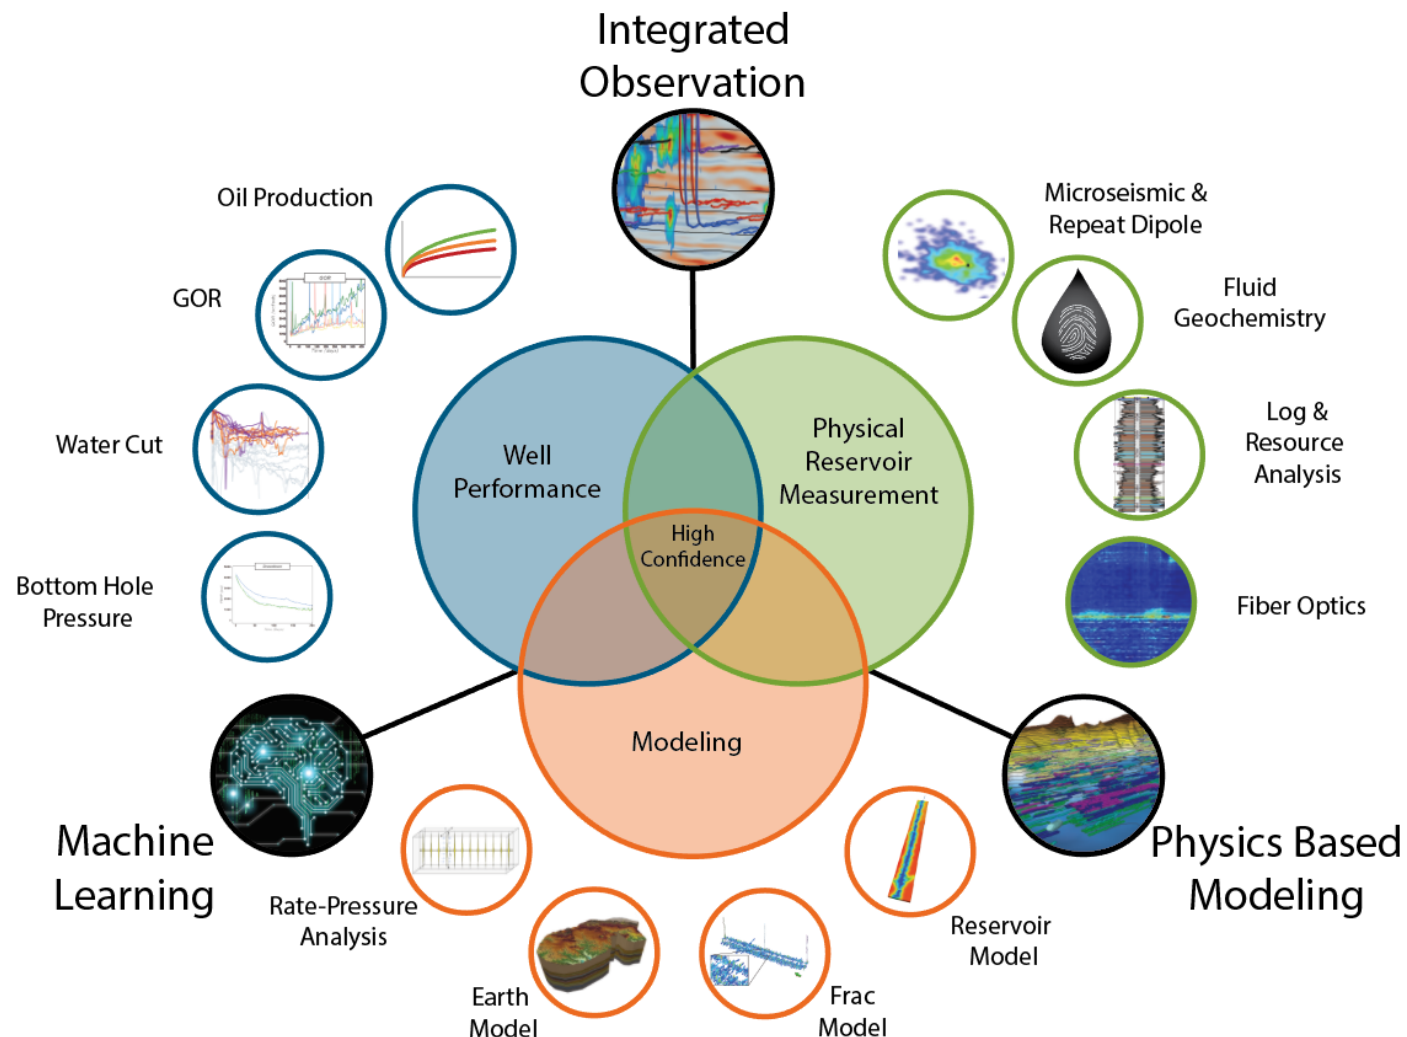 Integrated
Observation
Oil Production
Microseismic &
Repeat Dipole
GOR
GOR
Fluid
Geochemistry
Water Cut
Log &
Resource
Analysis
Well
Performance
Physical
Reservoir
Measurement
High
Confidence
Bottom Hole
Pressure
Fiber Optics
Modeling
Machine
Learning
Physics Based
Modeling
Rate-Pressure
Analysis
Earth
Model
Frac
Model
Reservoir
Model